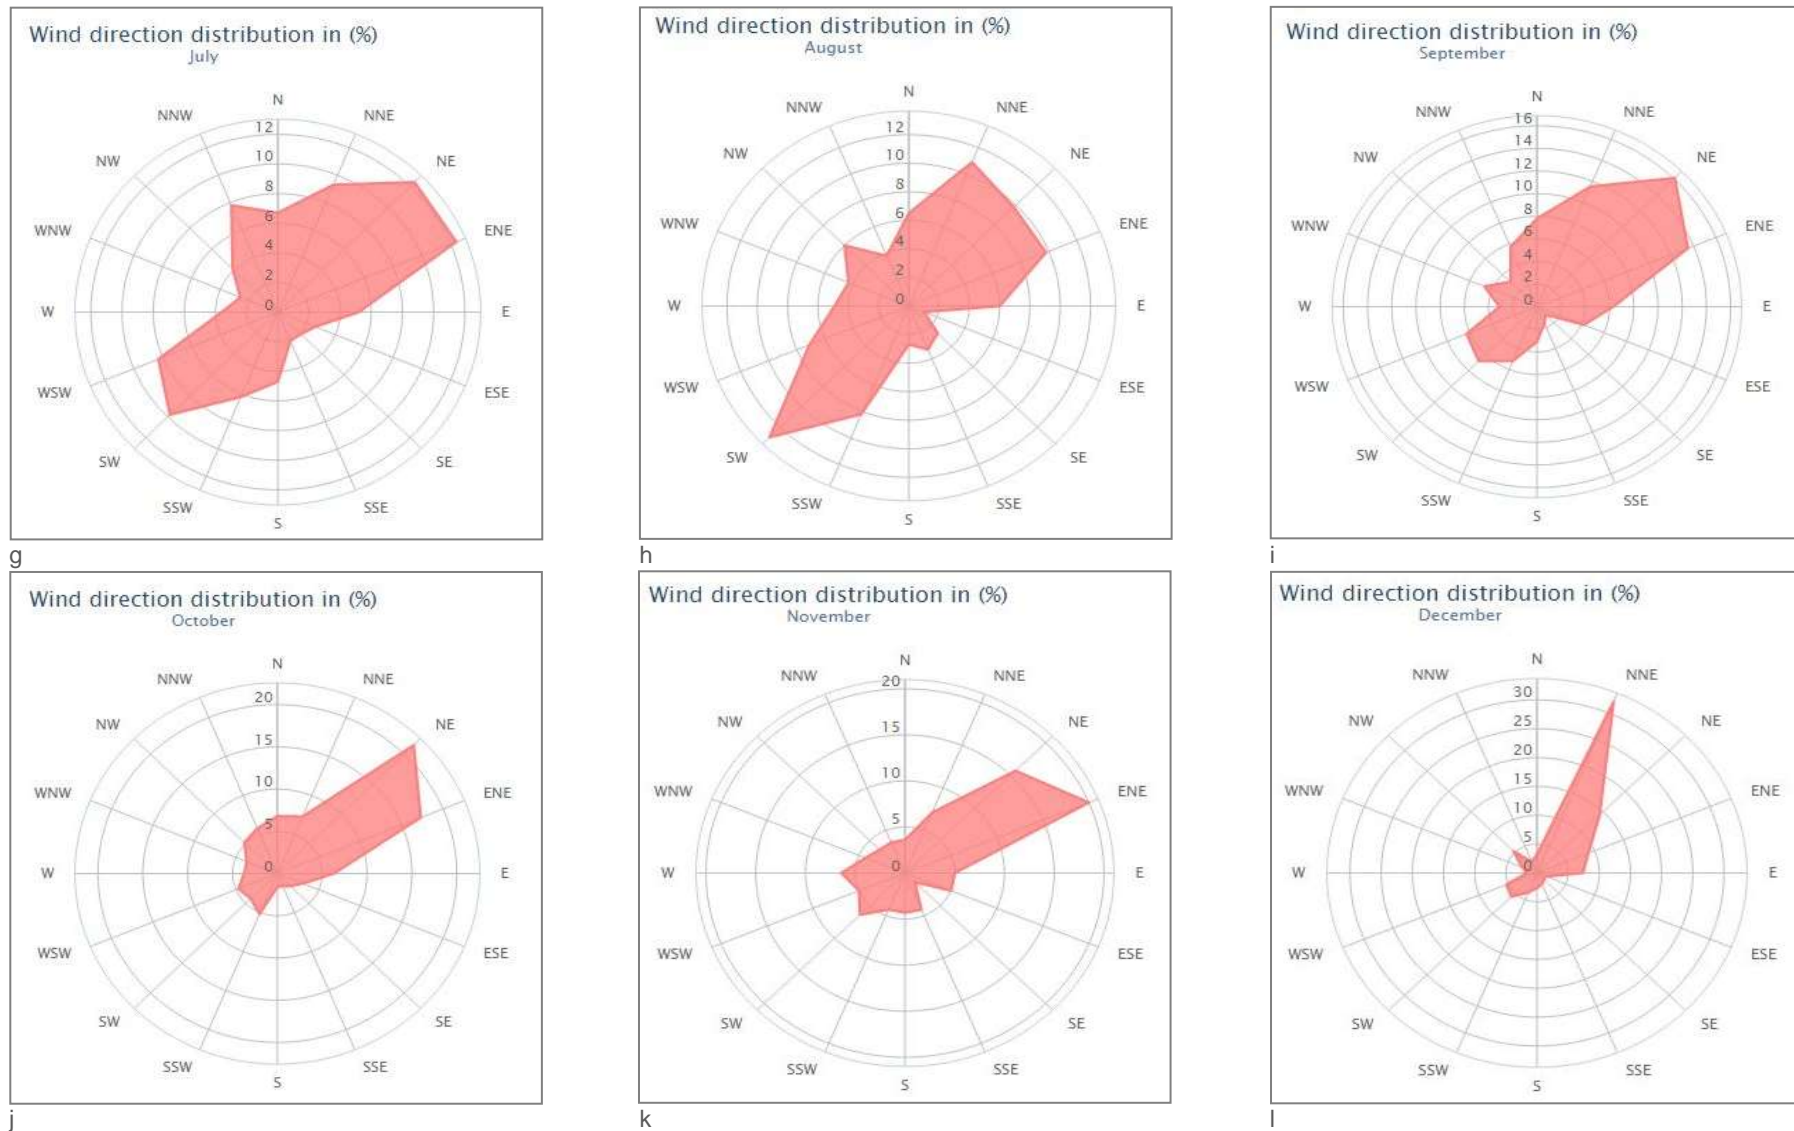 Wind direction distribution in (%)
July
N
NNE
NE
ENE
E
ESE
SE
SSE
S
SSW
SW
WSW
W
WNW
NW
NNW
12
10
8
6
4
2
0
g
Wind direction distribution in (%)
August
N
NNE
NE
ENE
E
ESE
SE
SSE
S
SSW
SW
WSW
W
WNW
NW
NNW
12
10
8
6
4
2
0
h
Wind direction distribution in (%)
September
N
NNE
NE
ENE
E
ESE
SE
SSE
S
SSW
SW
WSW
W
WNW
NW
NNW
16
14
12
10
8
6
4
2
0
i
Wind direction distribution in (%)
October
N
NNE
NE
ENE
E
ESE
SE
SSE
S
SSW
SW
WSW
W
WNW
NW
NNW
20
15
10
5
0
j
Wind direction distribution in (%)
November
N
NNE
NE
ENE
E
ESE
SE
SSE
S
SSW
SW
WSW
W
WNW
NW
NNW
20
15
10
5
0
k
Wind direction distribution in (%)
December
N
NNE
NE
ENE
E
ESE
SE
SSE
S
SSW
SW
WSW
W
WNW
NW
NNW
30
25
20
15
10
5
0
l